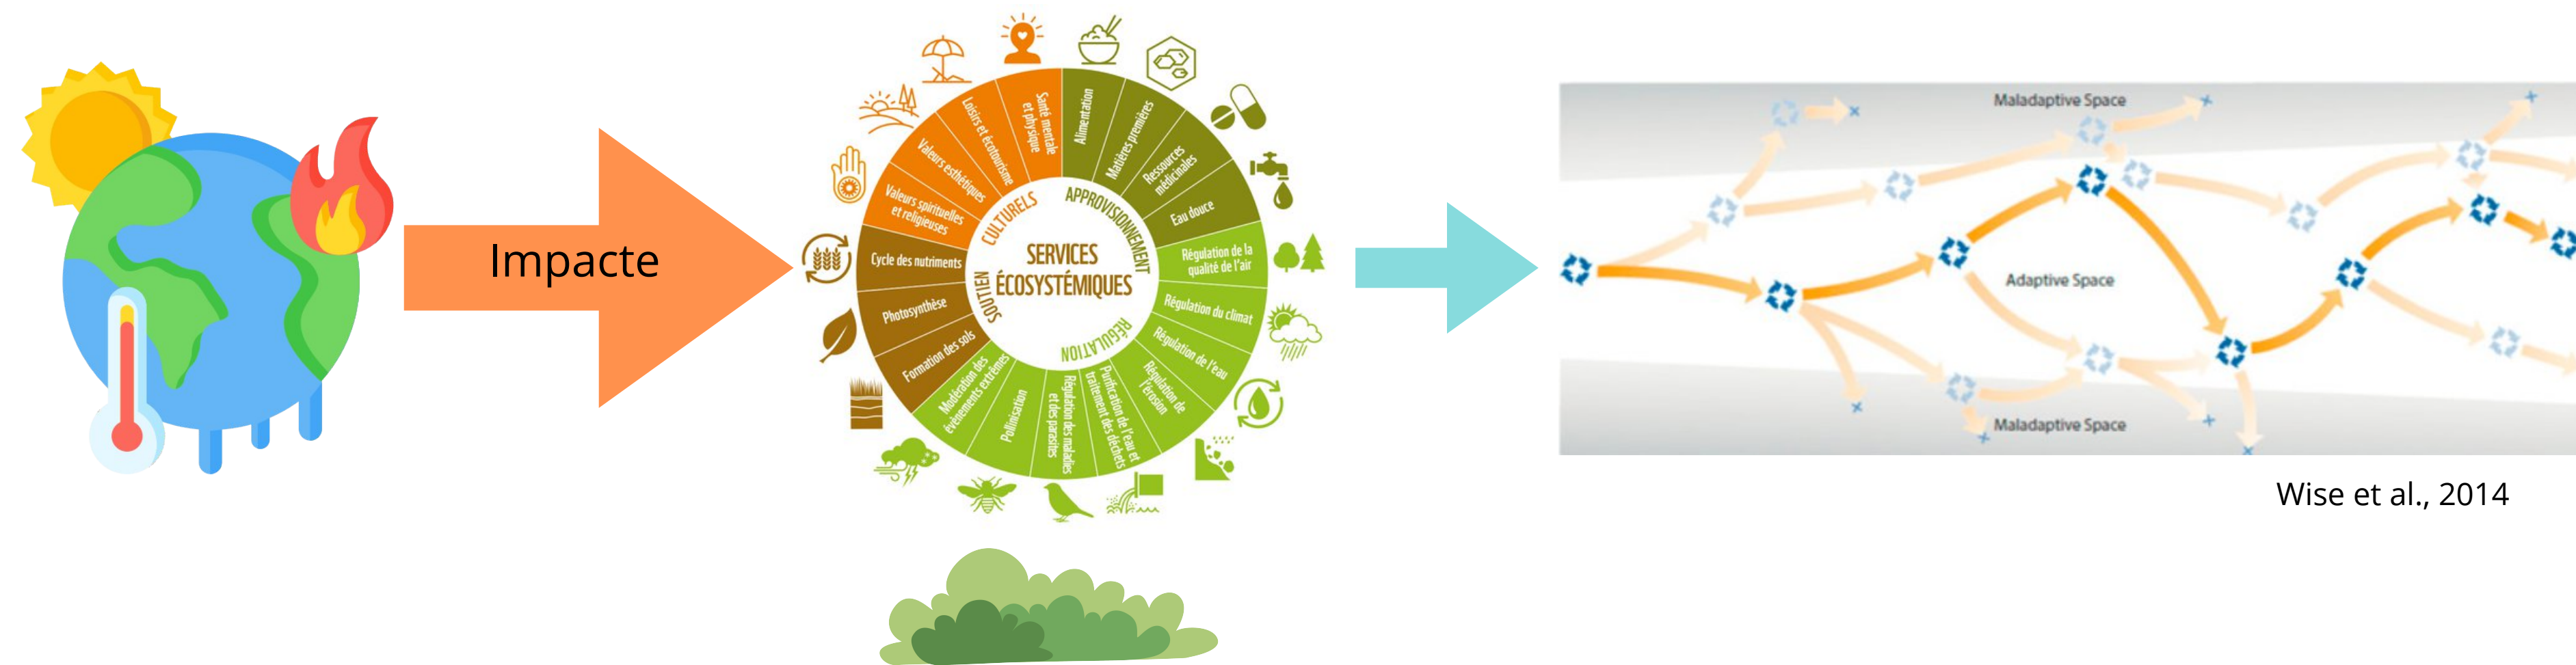 Impacte
SERVICES
ÉCOSYSTÉMIQUES
CULTURELS
APPROVISIONNEMENT
RÉGULATION
SOUTIEN
Alimentation
Matières premières
Ressources
médicinales
Eau douce
Régulation de la
qualité de l'air
Régulation du climat
Régulation de l'eau
Régulation de
l'érosion
Purification de l'eau et
traitement des déchets
Régulation des maladies
et des parasites
Pollinisation
Modération des
évènements extrêmes
Formation des sols
Photosynthèse
Cycle des nutriments
Valeurs spirituelles
et religieuses
Valeurs esthétiques
Loisirs et écotourisme
Santé mentale
et physique
Maladaptive Space
Adaptive Space
Maladaptive Space
Wise et al., 2014